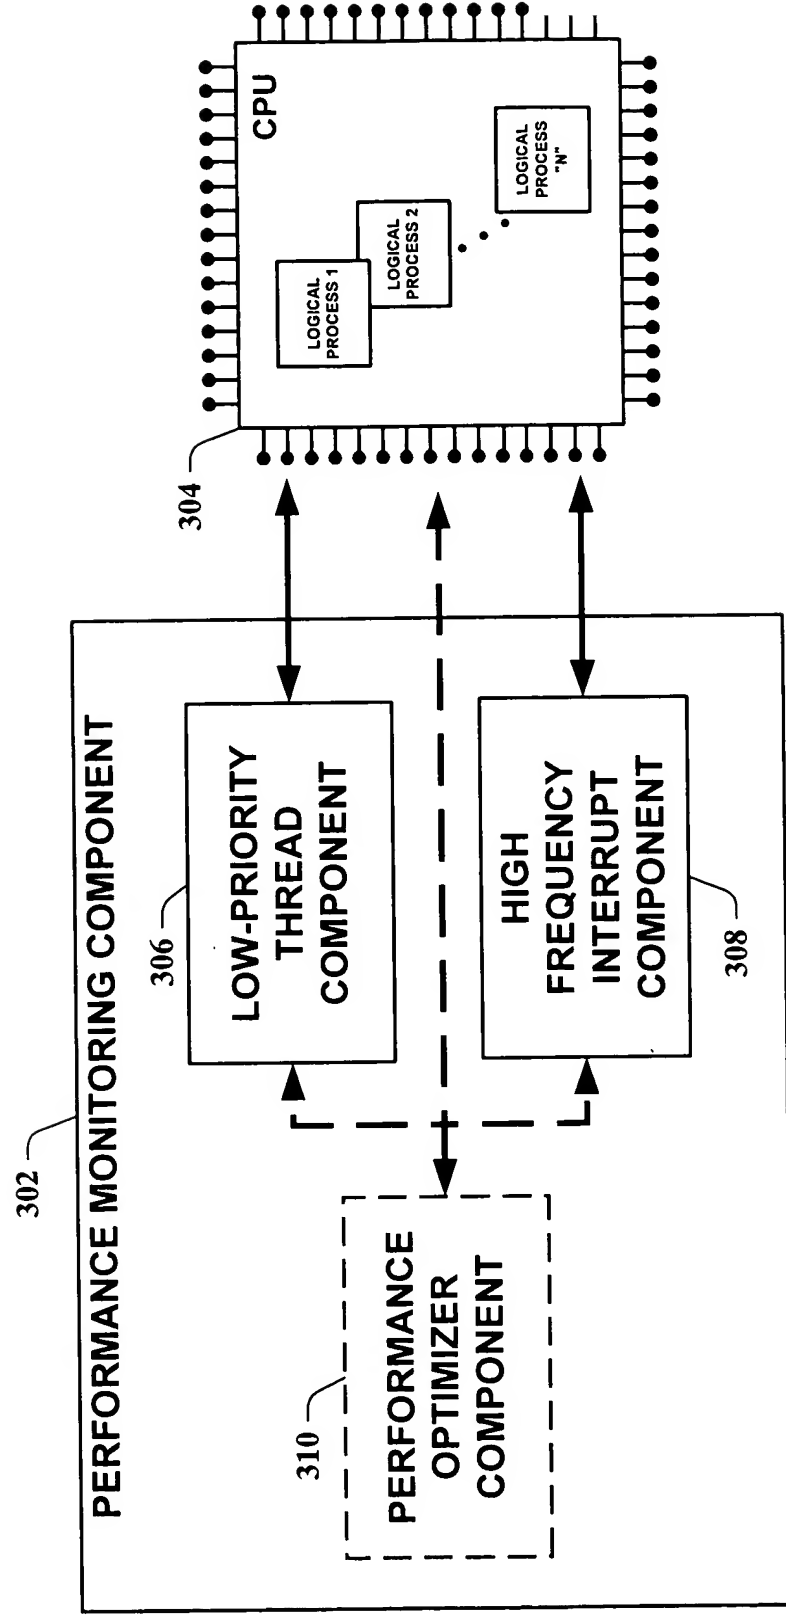 302
PERFORMANCE MONITORING COMPONENT
310
PERFORMANCE
OPTIMIZER
COMPONENT
306
LOW-PRIORITY
THREAD
COMPONENT
HIGH
FREQUENCY
INTERRUPT
COMPONENT
308
304
CPU
LOGICAL
PROCESS 1
LOGICAL
PROCESS 2
LOGICAL
PROCESS
"N"